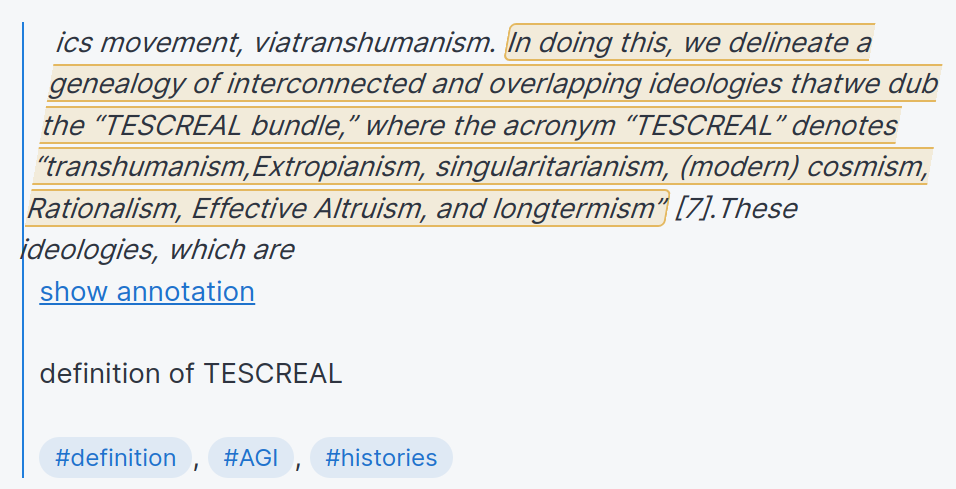 ics movement, viatranshumanism. In doing this, we delineate a
genealogy of interconnected and overlapping ideologies thatwe dub
the “TESCREAL bundle,” where the acronym “TESCREAL” denotes
“transhumanism,Extropianism, singularitarianism, (modern) cosmism,
Rationalism, Effective Altruism, and longtermism” [7].These
ideologies, which are
show annotation
definition of TESCREAL
#definition, #AGI, #histories